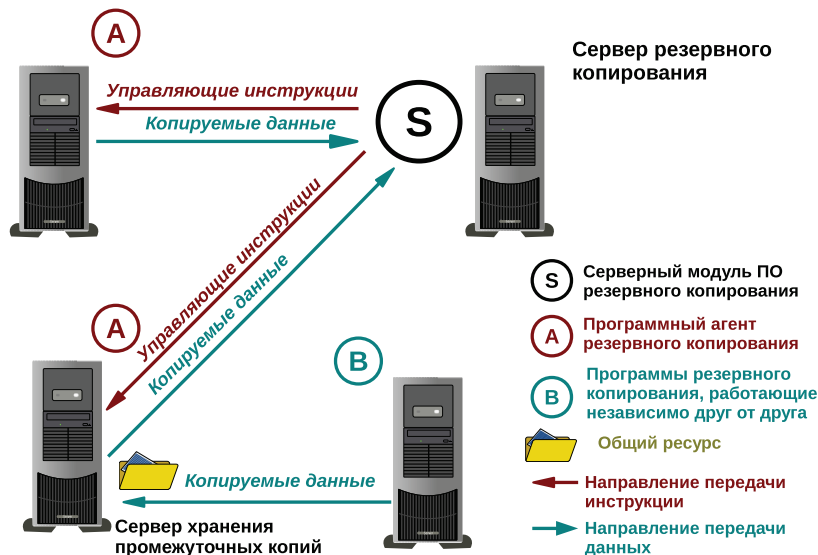 A
Сервер резервного
копирования
Управляющие инструкции
Копируемые данные
S
Управляющие инструкции
Копируемые данные
A
B
S
Серверный модуль ПО
резервного копирования
A
Программный агент
резервного копирования
B
Программы резервного
копирования, работающие
независимо друг от друга
Общий ресурс
Копируемые данные
Направление передачи
инструкции
Сервер хранения
промежуточных копий
Направление передачи
данных